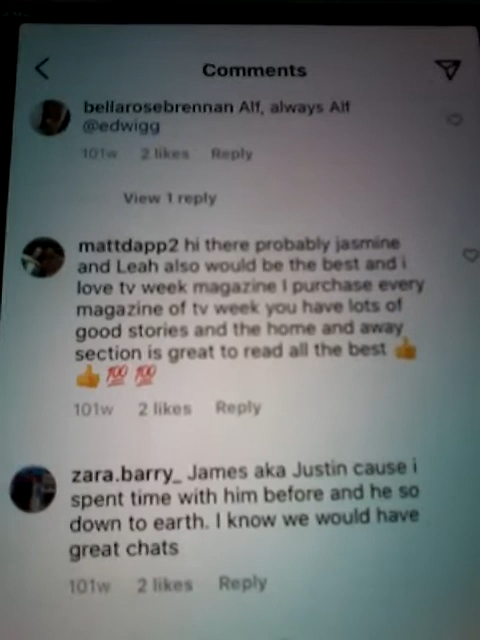 Comments
bellarosebrennan Alf, always Alf
@edwigg
101w 2 likes Reply
View 1 reply
mattdapp2 hi there probably jasmine
and Leah also would be the best and i
love tv week magazine I purchase every
magazine of tv week you have lots of
good stories and the home and away
section is great to read all the best 👍
👍 💯 💯
101w 2 likes Reply
zara.barry_ James aka Justin cause i
spent time with him before and he so
down to earth. I know we would have
great chats
101w 2 likes Reply